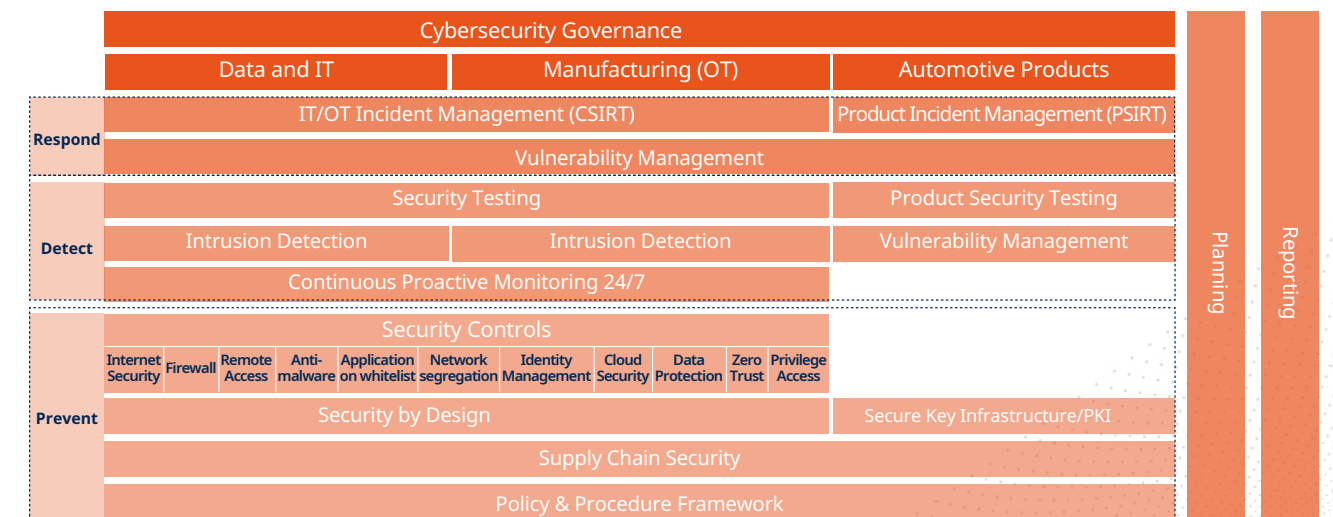 Cybersecurity Governance
Data and IT
Manufacturing (OT)
Automotive Products
Respond
IT/OT Incident Management (CSIRT)
Product Incident Management (PSIRT)
Vulnerability Management
Detect
Security Testing
Product Security Testing
Intrusion Detection
Intrusion Detection
Vulnerability Management
Continuous Proactive Monitoring 24/7
Prevent
Security Controls
Internet
Security
Firewall
Remote
Access
Anti-
malware
Application
on whitelist
Network
segregation
Identity
Management
Cloud
Security
Data
Protection
Zero
Trust
Privilege
Access
Security by Design
Secure Key Infrastructure/PKI
Supply Chain Security
Policy & Procedure Framework
Planning
Reporting